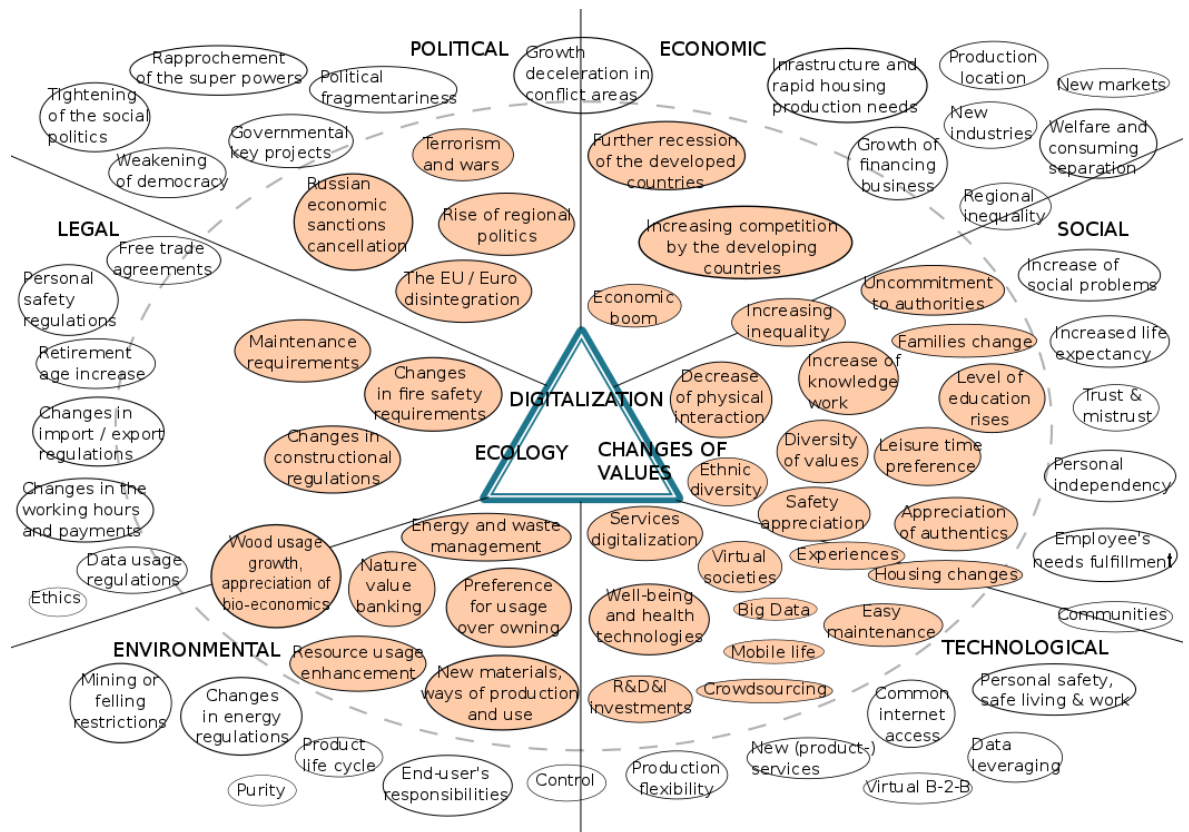 POLITICAL
Rapprochement
of the super powers
Political
fragmentariness
Tightening
of the social
politics
Governmental
key projects
Weakening
of democracy
Terrorism
and wars
Russian
economic
sanctions
cancellation
Rise of regional
politics
The EU / Euro
disintegration
Growth
deceleration in
conflict areas
ECONOMIC
Inrastructure and
rapid housing
production needs
Production
location
New markets
New
industries
Welfare and
consuming
separation
Growth of
financing
business
Regional
inequality
Further recession
of the developed
countries
Increasing competition
by the developing
countries
Economic
boom
SOCIAL
Increasing
inequality
Uncommitment
to authorities
Families change
Increase of
knowledge
work
Level of
education
rises
Decrease
of physical
interaction
Diversity
of values
Leisure time
preference
Ethnic
diversity
Safety
appreciation
Appreciation
of authentics
Experiences
Housing changes
Increase of
social problems
Increased life
expectancy
Trust &
mistrust
Personal
independency
Employee's
needs fulfillment
Communities
LEGAL
Free trade
agreements
Personal
safety
regulations
Retirement
age increase
Changes in
import / export
regulations
Changes in the
working hours
and payments
Data usage
regulations
Ethics
Maintenance
requirements
Changes
in fire safety
requirements
Changes in
constructional
regulations
DIGITALIZATION
ECOLOGY
CHANGES OF
VALUES
ENVIRONMENTAL
Wood usage
growth,
appreciation of
bio-economics
Energy and waste
management
Nature
value
banking
Preference
for usage
over owning
Resource usage
enhancement
New materials,
ways of production
and use
Mining or
felling
restrictions
Changes
in energy
regulations
Product
life cycle
Purity
End-user's
responsibilities
Control
TECHNOLOGICAL
Services
digitalization
Virtual
societies
Well-being
and health
technologies
Big Data
Easy
maintenance
Mobile life
R&D&I
investments
Crowdsourcing
Personal safety,
safe living & work
Common
internet
access
Data
leveraging
New (product-)
services
Virtual B-2-B
Production
flexibility